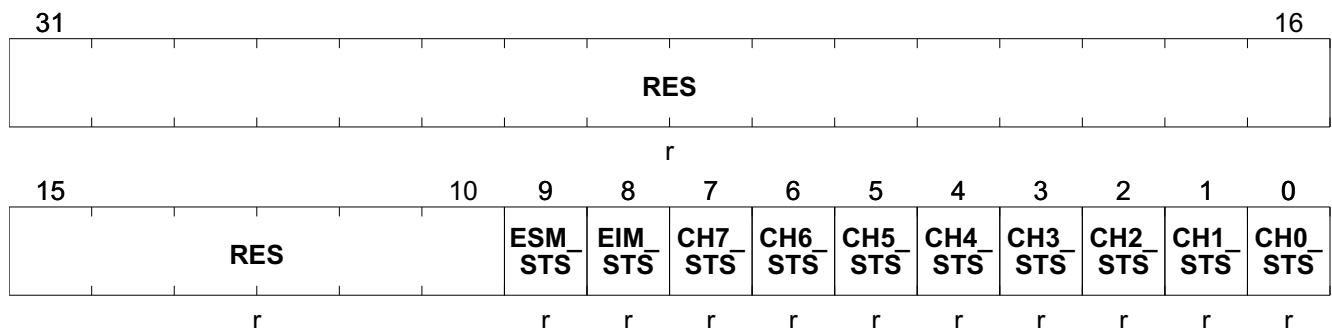 31 16
RES
r
15 10 9 8 7 6 5 4 3 2 1 0
RES ESM_ EIM_ CH7_ CH6_ CH5_ CH4_ CH3_ CH2_ CH1_ CH0_
STS STS STS STS STS STS STS STS STS STS
r r r r r r r r r r r